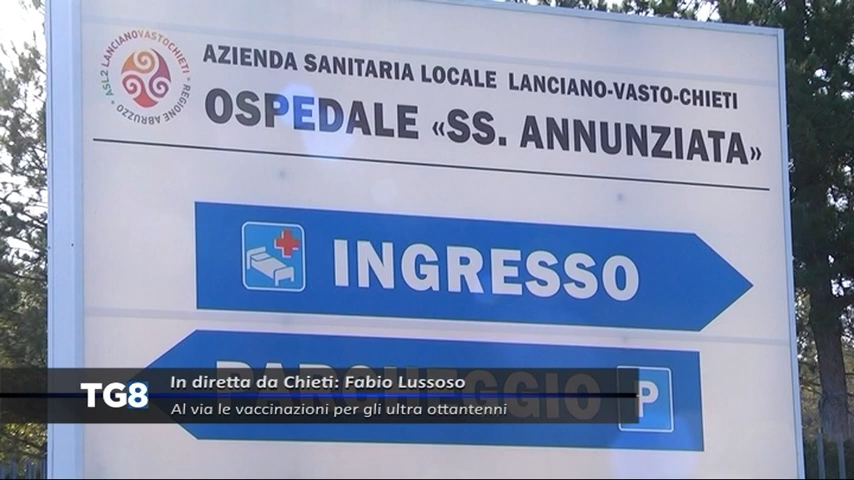 ASL2 LANCIANOVASTOCHIETI • REGIONE ABRUZZO •
AZIENDA SANITARIA LOCALE LANCIANO-VASTO-CHIETI
OSPEDALE «SS. ANNUNZIATA»
INGRESSO
PARCHEGGIO P
TG8
In diretta da Chieti: Fabio Lussoso
Al via le vaccinazioni per gli ultra ottantenni